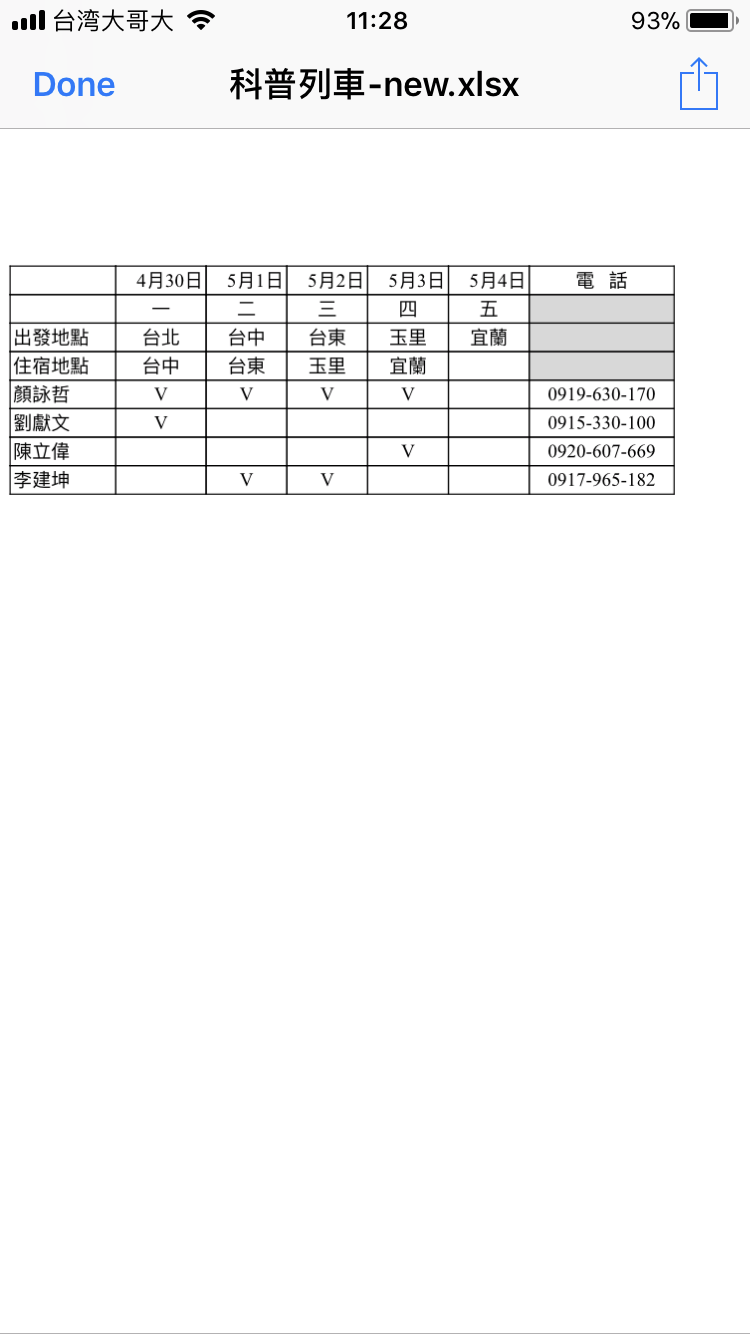 台湾大哥大 11:28 93%
Done 科普列車-new.xlsx
4月30日 5月1日 5月2日 5月3日 5月4日 電 話
一 二 三 四 五
出發地點 台北 台中 台東 玉里 宜蘭
住宿地點 台中 台東 玉里 宜蘭
顏詠哲 V V V V 0919-630-170
劉獻文 V 0915-330-100
陳立偉 V 0920-607-669
李建坤 V V 0917-965-182